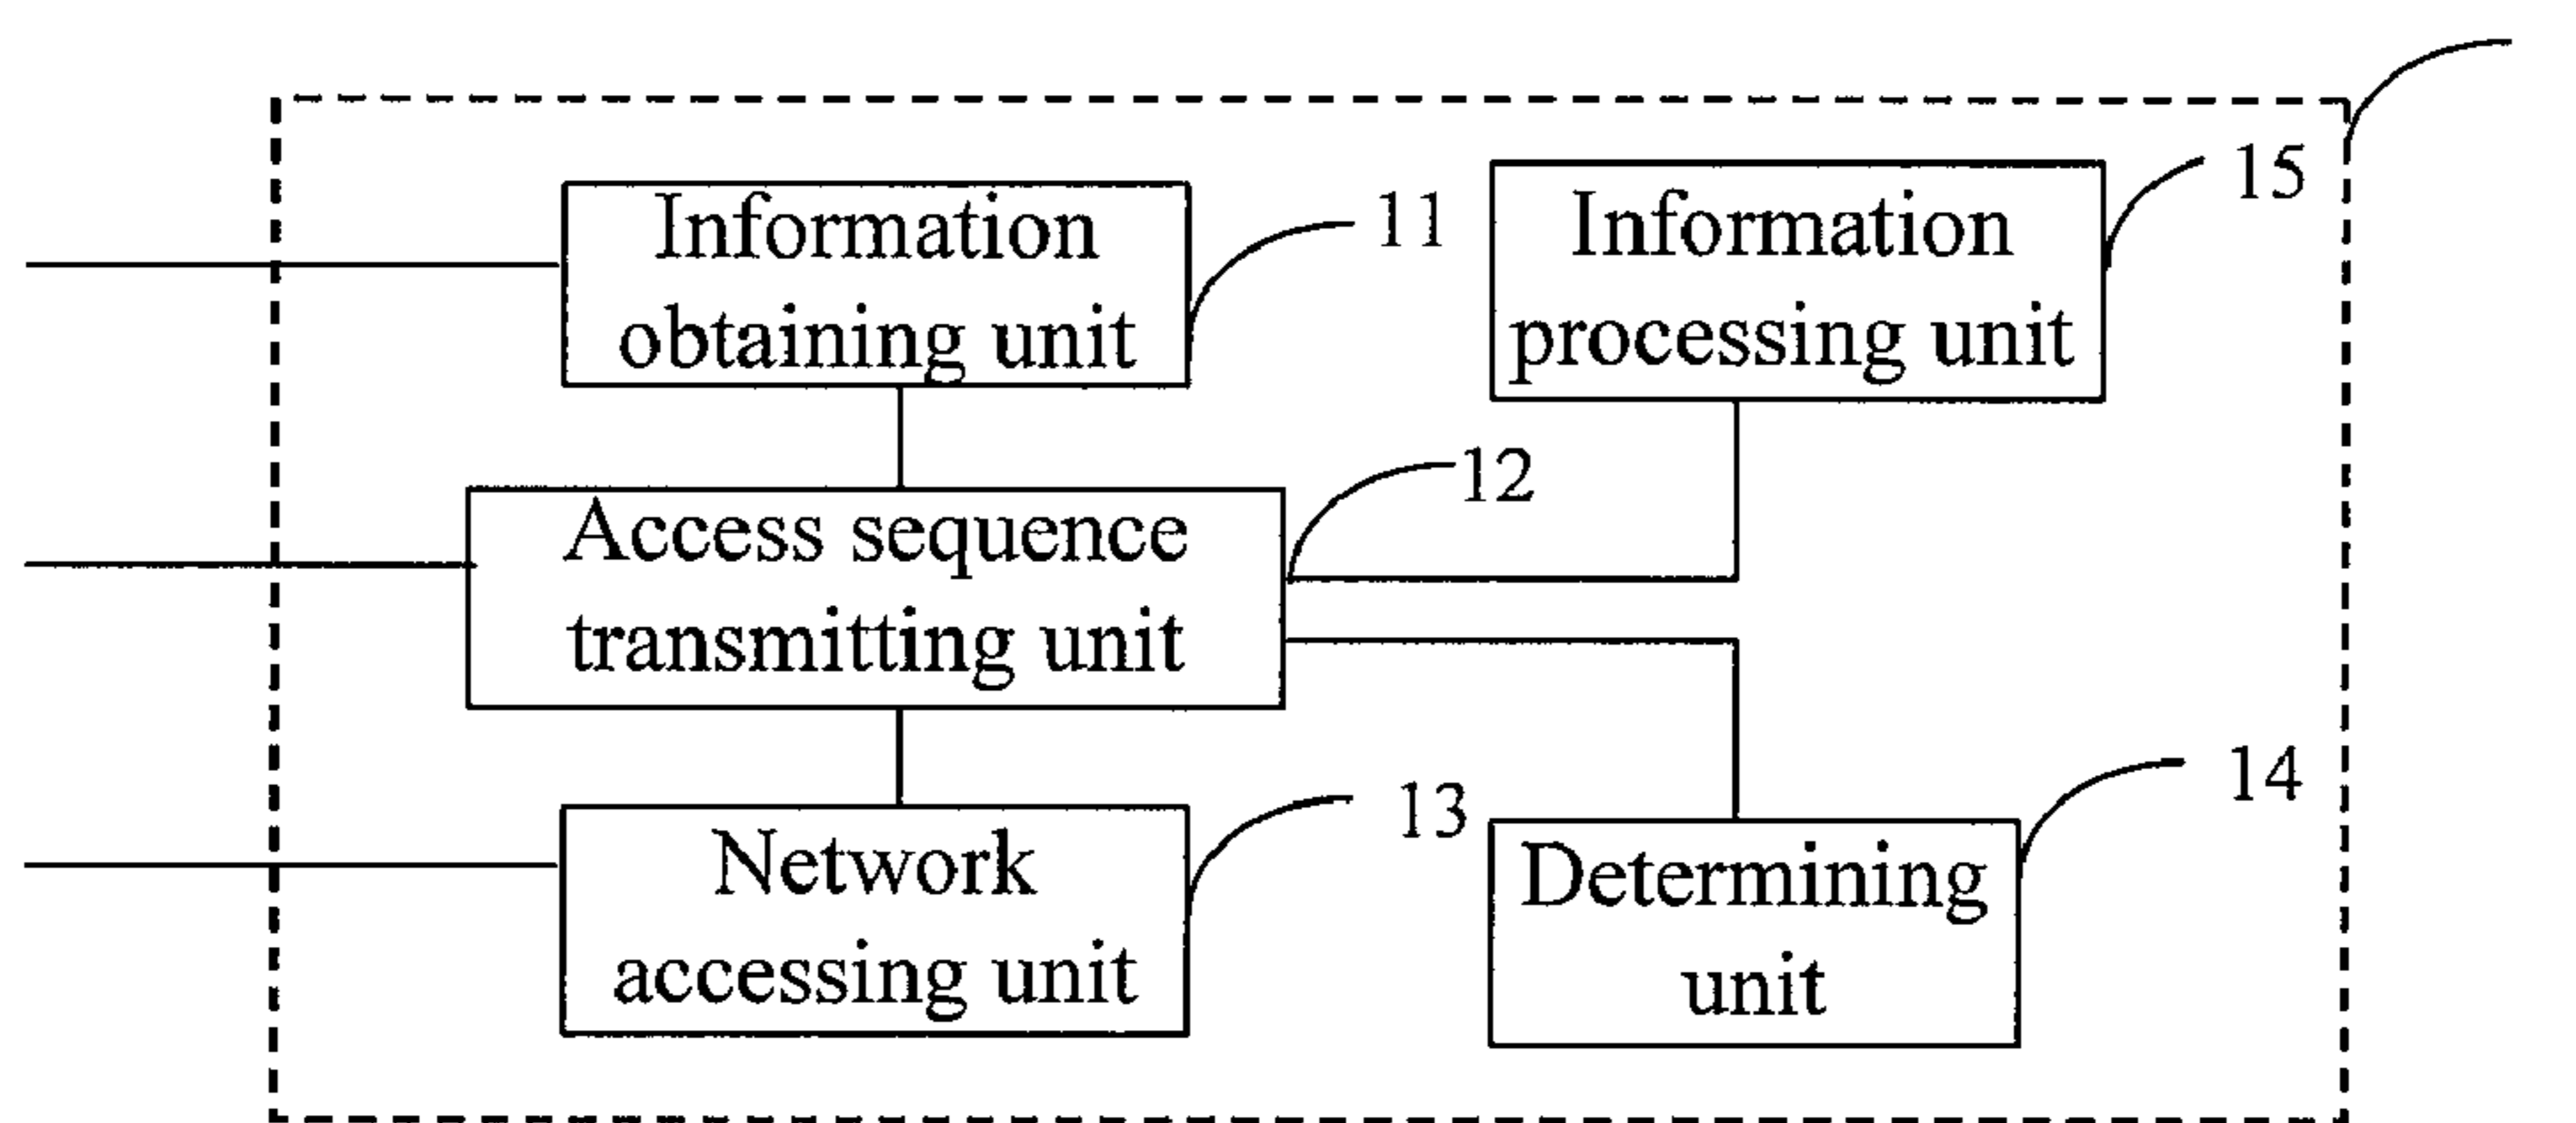 Information
obtaining unit
11
Information
processing unit
15
Access sequence
transmitting unit
12
Network
accessing unit
13
Determining
unit
14